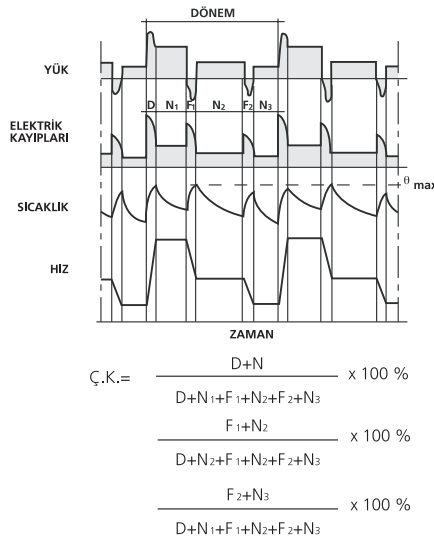 DÖNEM
YÜK
D N1 F1 N2 F2 N3
ELEKTRİK
KAYIPLARI
θ max
SICAKLIK
HIZ
ZAMAN
Ç.K.= D+N / D+N1+F1+N2+F2+N3 x 100 %
F1+N2 / D+N2+F1+N2+F2+N3 x 100 %
F2+N3 / D+N1+F1+N2+F2+N3 x 100 %